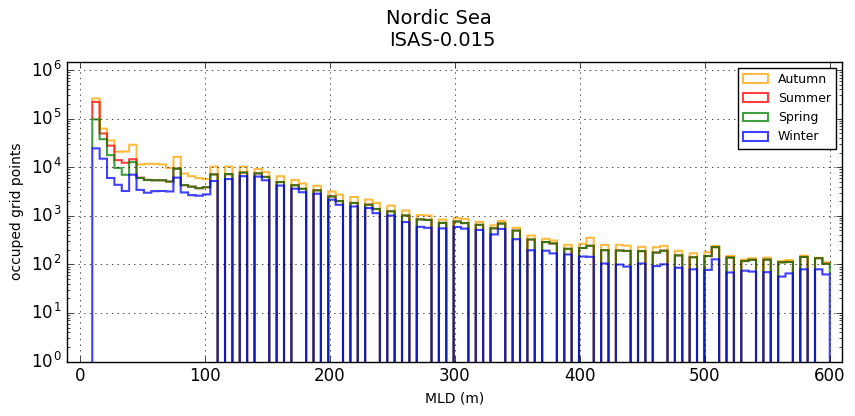 Nordic Sea
ISAS-0.015
occuped grid points
10^6
10^5
10^4
10^3
10^2
10^1
10^0
Autumn
Summer
Spring
Winter
0 100 200 300 400 500 600
MLD (m)